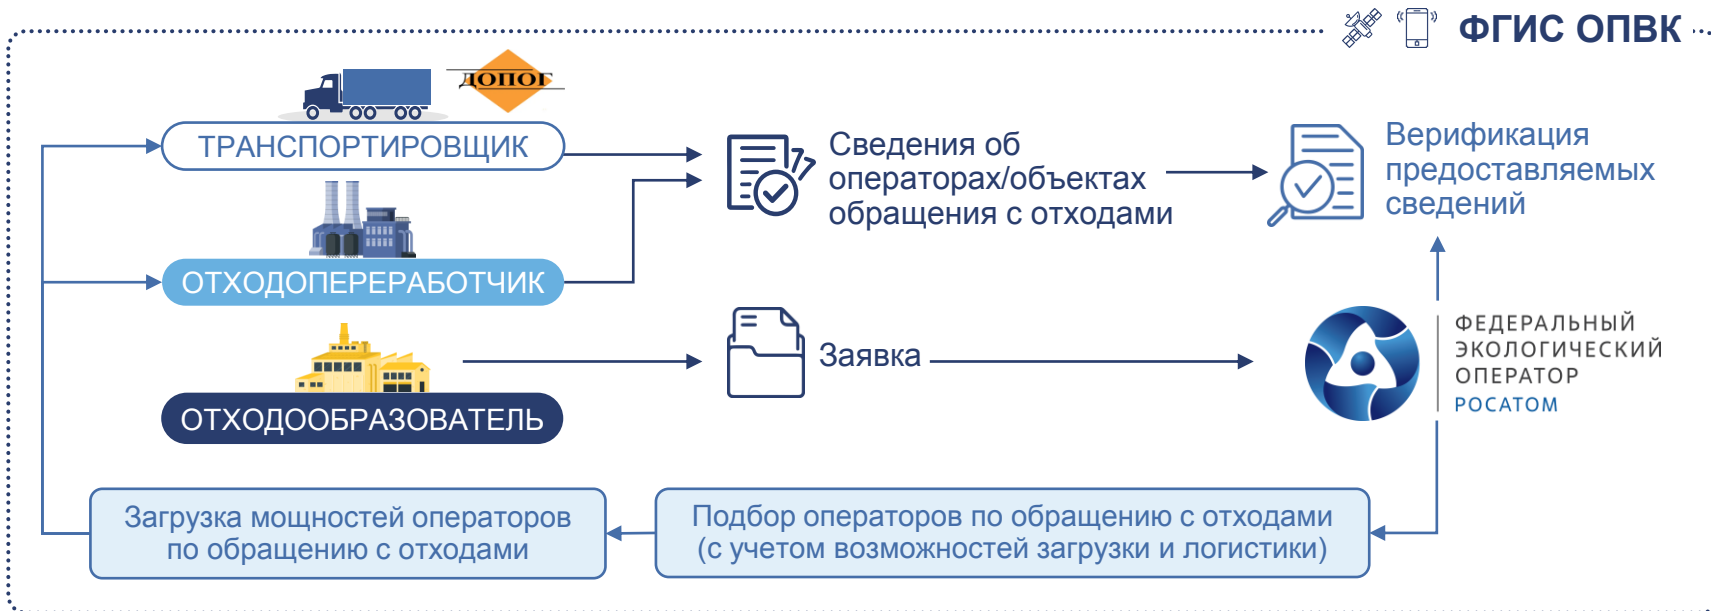 ФГИС ОПВК
ДОПОГ
ТРАНСПОРТИРОВЩИК
Сведения об
операторах/объектах
обращения с отходами
Верификация
предоставляемых
сведений
ОТХОДОПЕРЕРАБОТЧИК
Заявка
ФЕДЕРАЛЬНЫЙ
ЭКОЛОГИЧЕСКИЙ
ОПЕРАТОР
РОСАТОМ
ОТХОДООБРАЗОВАТЕЛЬ
Загрузка мощностей операторов
по обращению с отходами
Подбор операторов по обращению с отходами
(с учетом возможностей загрузки и логистики)